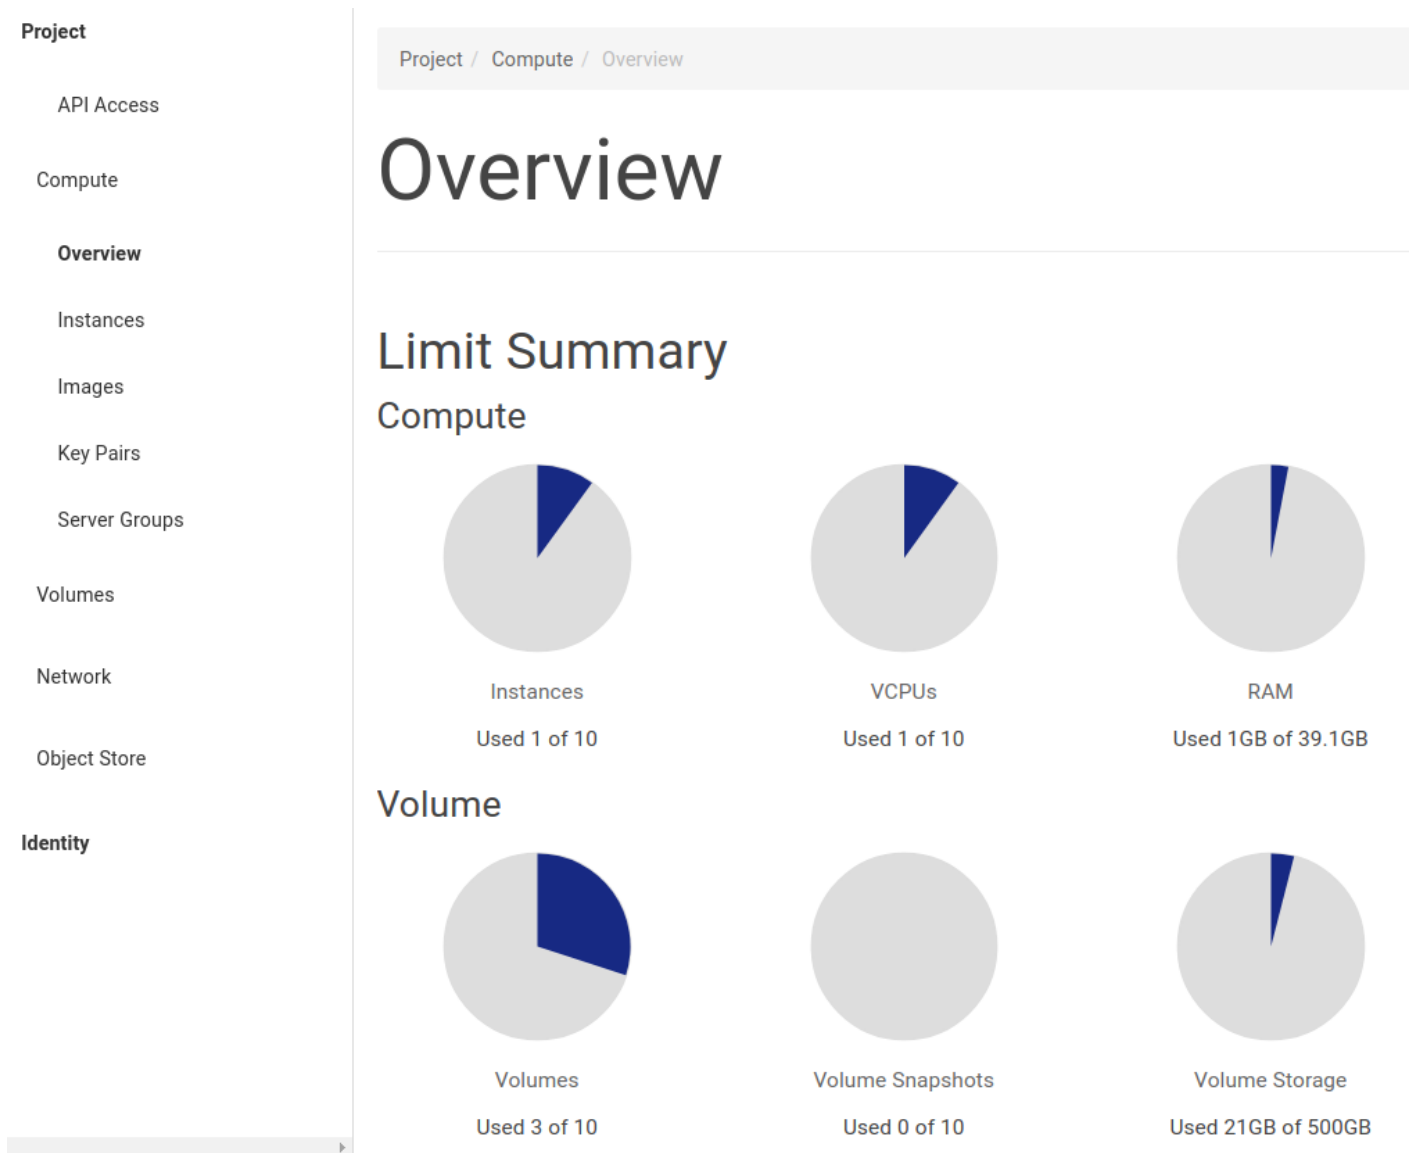 Project
API Access
Compute
Overview
Instances
Images
Key Pairs
Server Groups
Volumes
Network
Object Store
Identity
Project / Compute / Overview
Overview
Limit Summary
Compute
Instances
Used 1 of 10
VCPUs
Used 1 of 10
RAM
Used 1GB of 39.1GB
Volume
Volumes
Used 3 of 10
Volume Snapshots
Used 0 of 10
Volume Storage
Used 21GB of 500GB